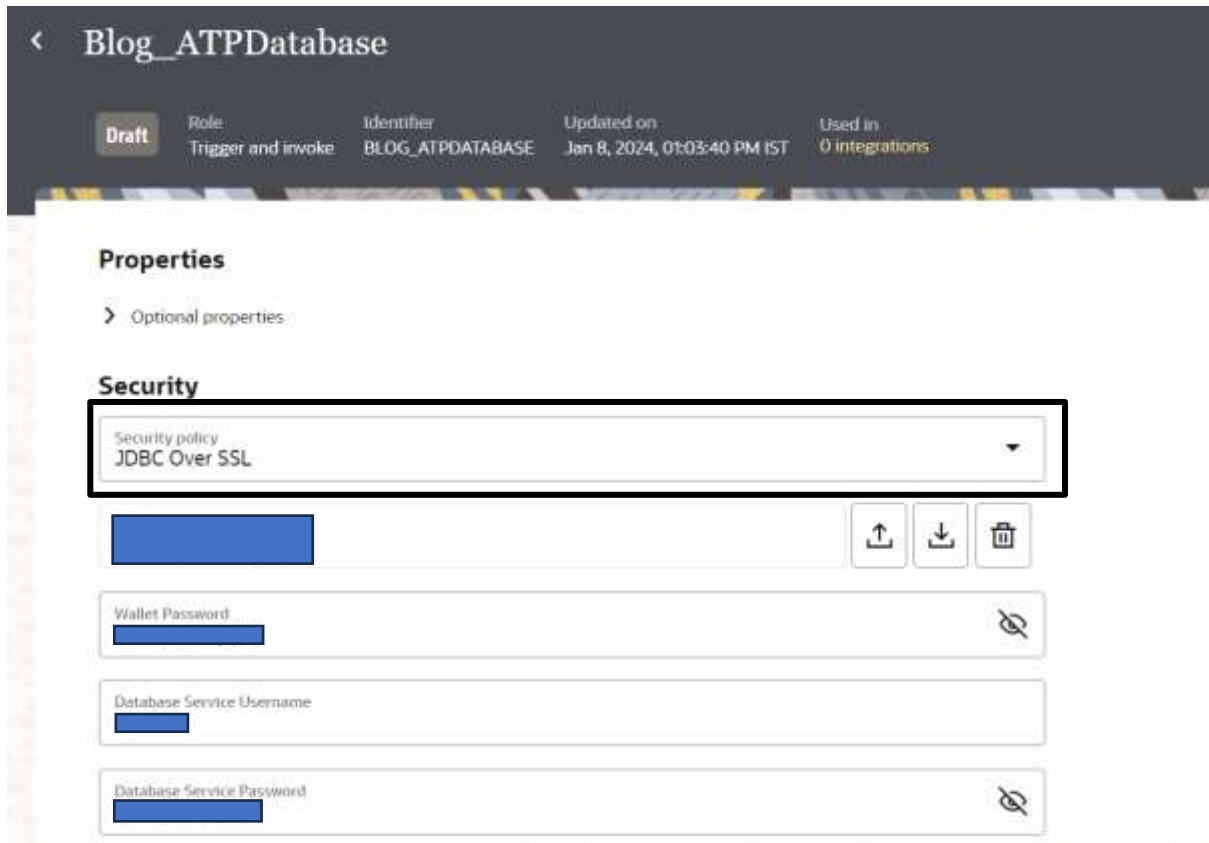 Blog_ATPDatabase
Draft
Role
Trigger and invoke
Identifier
BLOG_ATPDATABASE
Updated on
Jan 8, 2024, 01:03:40 PM IST
Used in
0 integrations
Properties
Optional properties
Security
Security policy
JDBC Over SSL
Wallet Password
Database Service Username
Database Service Password